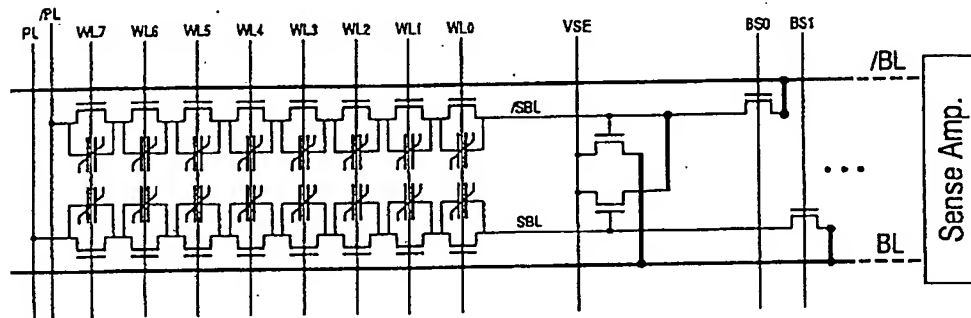 /PL
PL WL7 WL6 WL5 WL4 WL3 WL2 WL1 WL0 VSE BS0 BS1
/BL
/SBL
SBL
BL
Sense Amp.